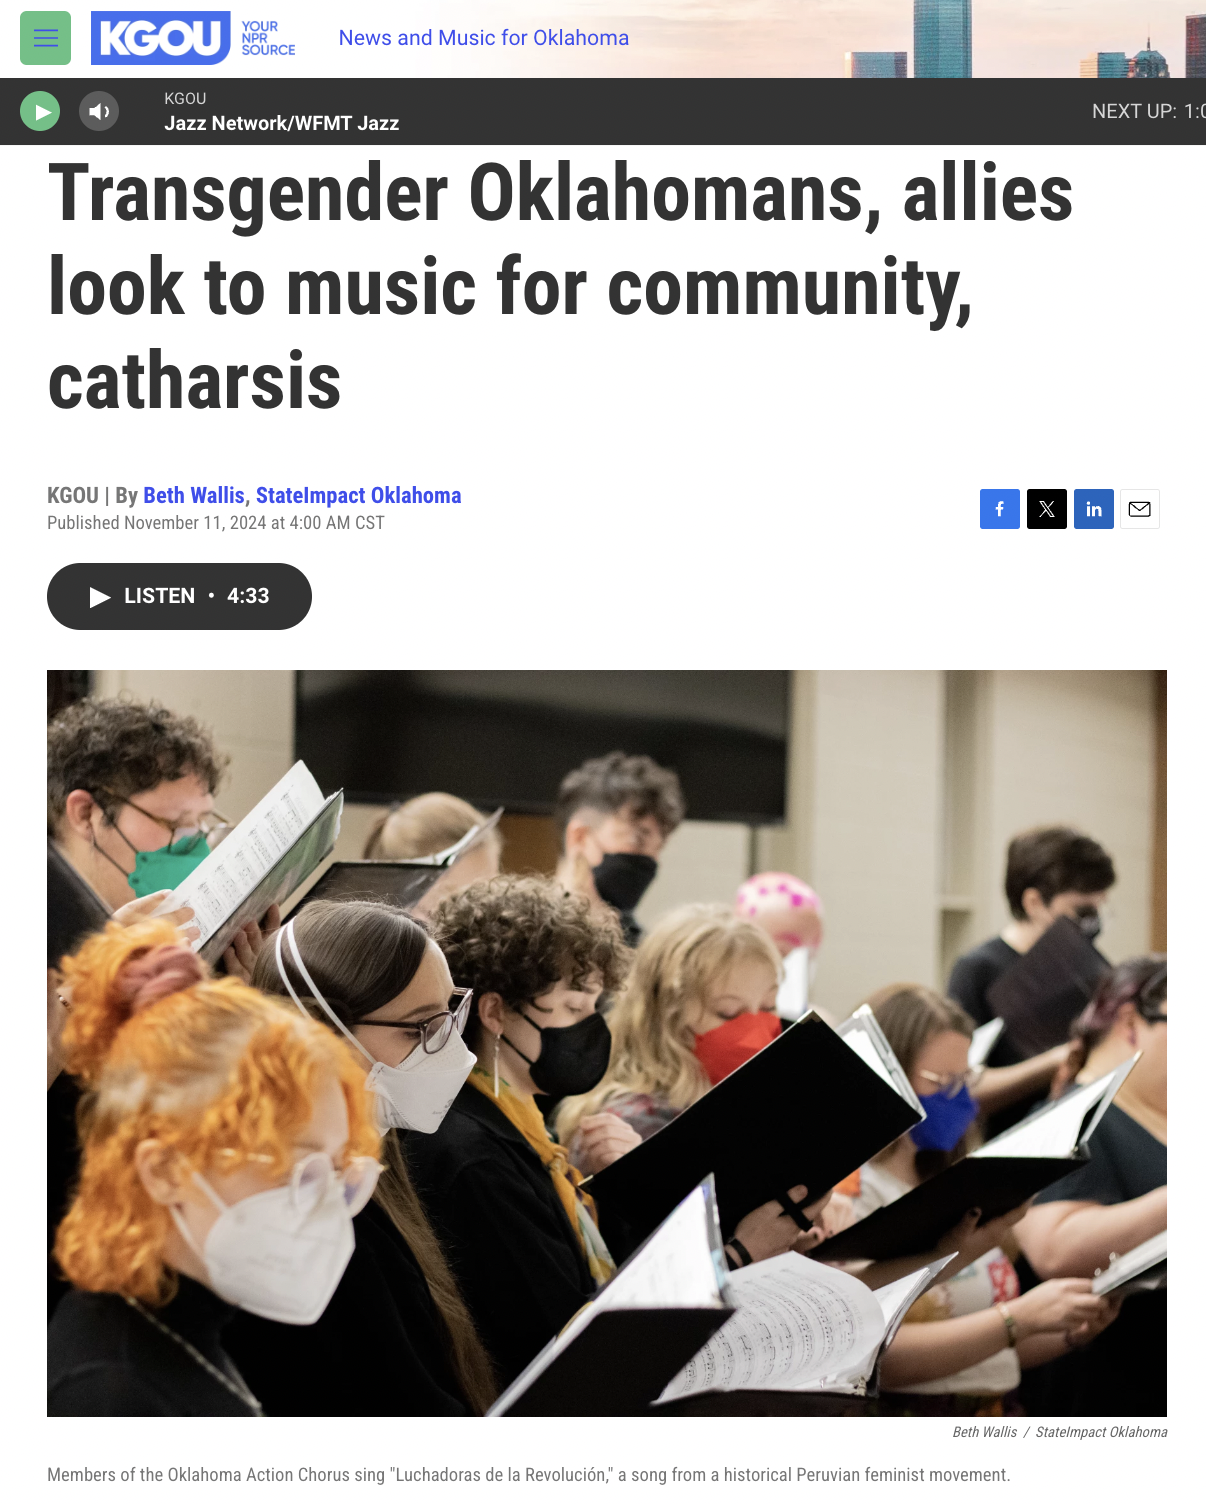 KGOU
YOUR
NPR
SOURCE
News and Music for Oklahoma
KGOU
Jazz Network/WFMT Jazz
NEXT UP: 1:0
Transgender Oklahomans, allies
look to music for community,
catharsis
KGOU | By Beth Wallis, StateImpact Oklahoma
Published November 11, 2024 at 4:00 AM CST
LISTEN • 4:33
Beth Wallis / StateImpact Oklahoma
Members of the Oklahoma Action Chorus sing "Luchadoras de la Revolución," a song from a historical Peruvian feminist movement.